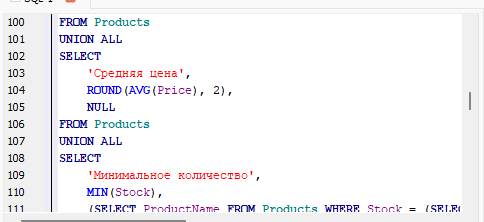 100 FROM Products
101 UNION ALL
102 SELECT
103 'Средняя цена',
104 ROUND(AVG(Price), 2),
105 NULL
106 FROM Products
107 UNION ALL
108 SELECT
109 'Минимальное количество',
110 MIN(Stock),
111 (SELECT ProductName FROM Products WHERE Stock = (SELEC